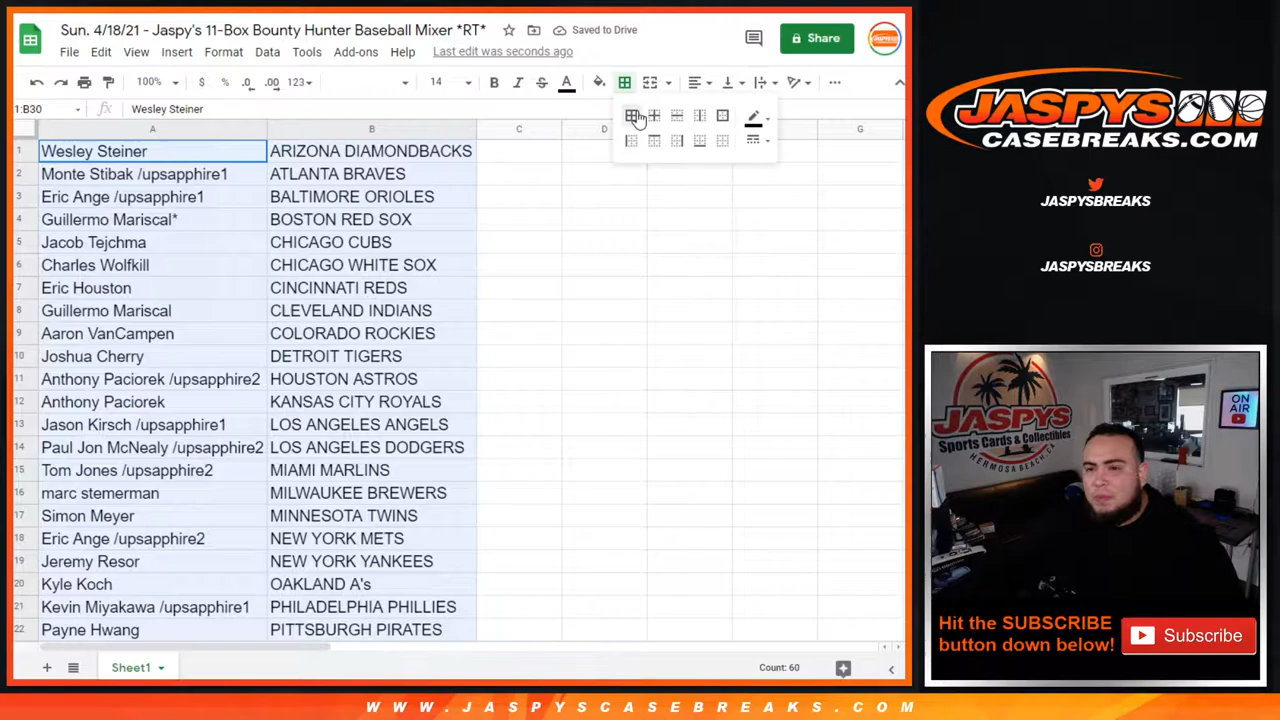 Sun. 4/18/21 - Jaspy's 11-Box Bounty Hunter Baseball Mixer *RT*
Saved to Drive
Share
File Edit View Insert Format Data Tools Add-ons Help Last edit was seconds ago
100% $ % .0 .00 123 14 B I S A
1:B30 fx Wesley Steiner
A B C D G
1 Wesley Steiner ARIZONA DIAMONDBACKS
2 Monte Stibak /upsapphire1 ATLANTA BRAVES
3 Eric Ange /upsapphire1 BALTIMORE ORIOLES
4 Guillermo Mariscal* BOSTON RED SOX
5 Jacob Tejchma CHICAGO CUBS
6 Charles Wolfkill CHICAGO WHITE SOX
7 Eric Houston CINCINNATI REDS
8 Guillermo Mariscal CLEVELAND INDIANS
9 Aaron VanCampen COLORADO ROCKIES
10 Joshua Cherry DETROIT TIGERS
11 Anthony Paciorek /upsapphire2 HOUSTON ASTROS
12 Anthony Paciorek KANSAS CITY ROYALS
13 Jason Kirsch /upsapphire1 LOS ANGELES ANGELS
14 Paul Jon McNealy /upsapphire2 LOS ANGELES DODGERS
15 Tom Jones /upsapphire2 MIAMI MARLINS
16 marc stemerman MILWAUKEE BREWERS
17 Simon Meyer MINNESOTA TWINS
18 Eric Ange /upsapphire2 NEW YORK METS
19 Jeremy Resor NEW YORK YANKEES
20 Kyle Koch OAKLAND A's
21 Kevin Miyakawa /upsapphire1 PHILADELPHIA PHILLIES
22 Payne Hwang PITTSBURGH PIRATES
Sheet1
Count: 60
JASPYS
CASEBREAKS.COM
JASPYSBREAKS
JASPYSBREAKS
JASPYS
Sports Cards & Collectibles
HERMOSA BEACH, CA
ON
AIR
Hit the SUBSCRIBE
button down below!
Subscribe
WWW.JASPYSCASEBREAKS.COM